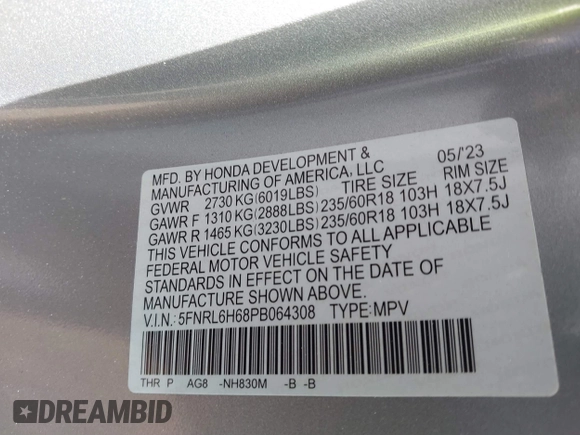 MFD. BY HONDA DEVELOPMENT & 05/'23
MANUFACTURING OF AMERICA, LLC
GVWR 2730 KG(6019LBS) TIRE SIZE RIM SIZE
GAWR F 1310 KG(2888LBS) 235/60R18 103H 18X7.5J
GAWR R 1465 KG(3230LBS) 235/60R18 103H 18X7.5J
THIS VEHICLE CONFORMS TO ALL APPLICABLE
FEDERAL MOTOR VEHICLE SAFETY
STANDARDS IN EFFECT ON THE DATE OF
MANUFACTURE SHOWN ABOVE.
V.I.N.: 5FNRL6H68PB064308 TYPE:MPV
THR P AG8 -NH830M -B -B
DREAMBID